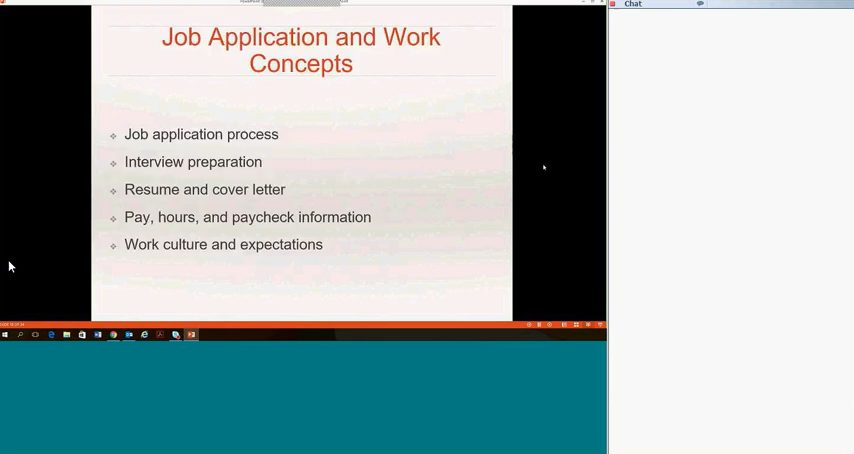 Chat
Job Application and Work
Concepts
Job application process
Interview preparation
Resume and cover letter
Pay, hours, and paycheck information
Work culture and expectations